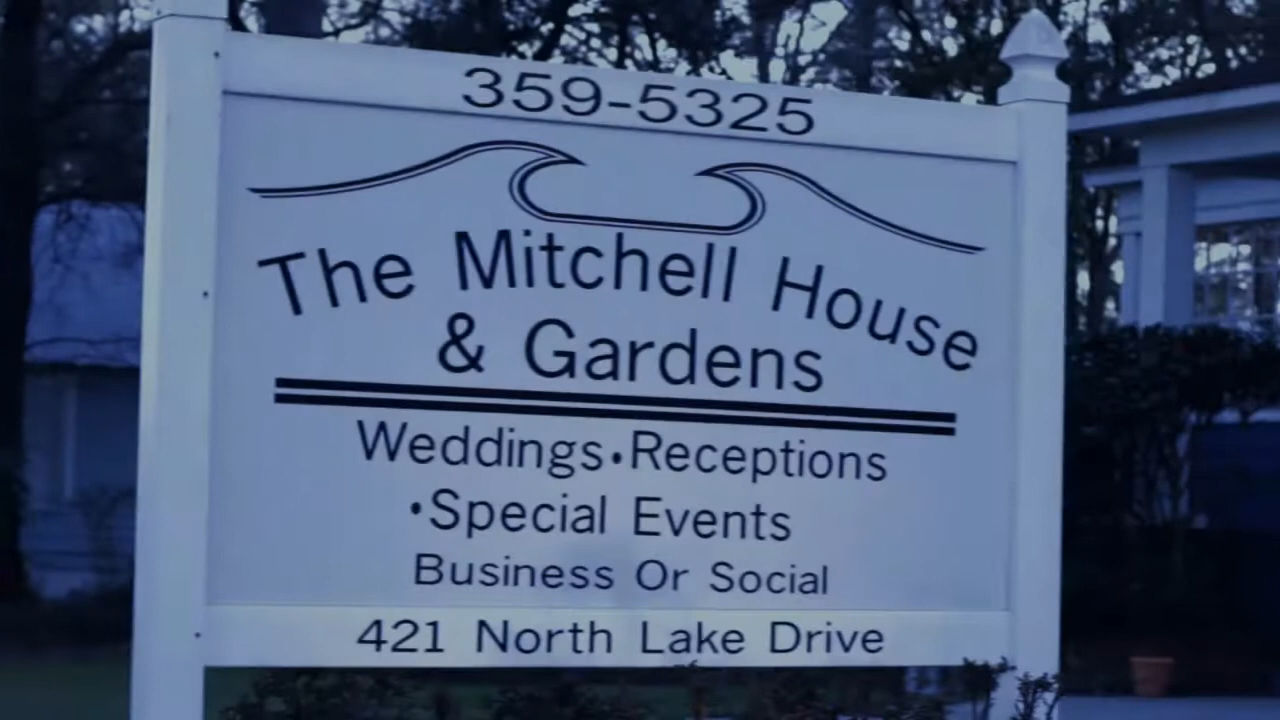 359-5325
The Mitchell House
& Gardens
Weddings•Receptions
•Special Events
Business Or Social
421 North Lake Drive